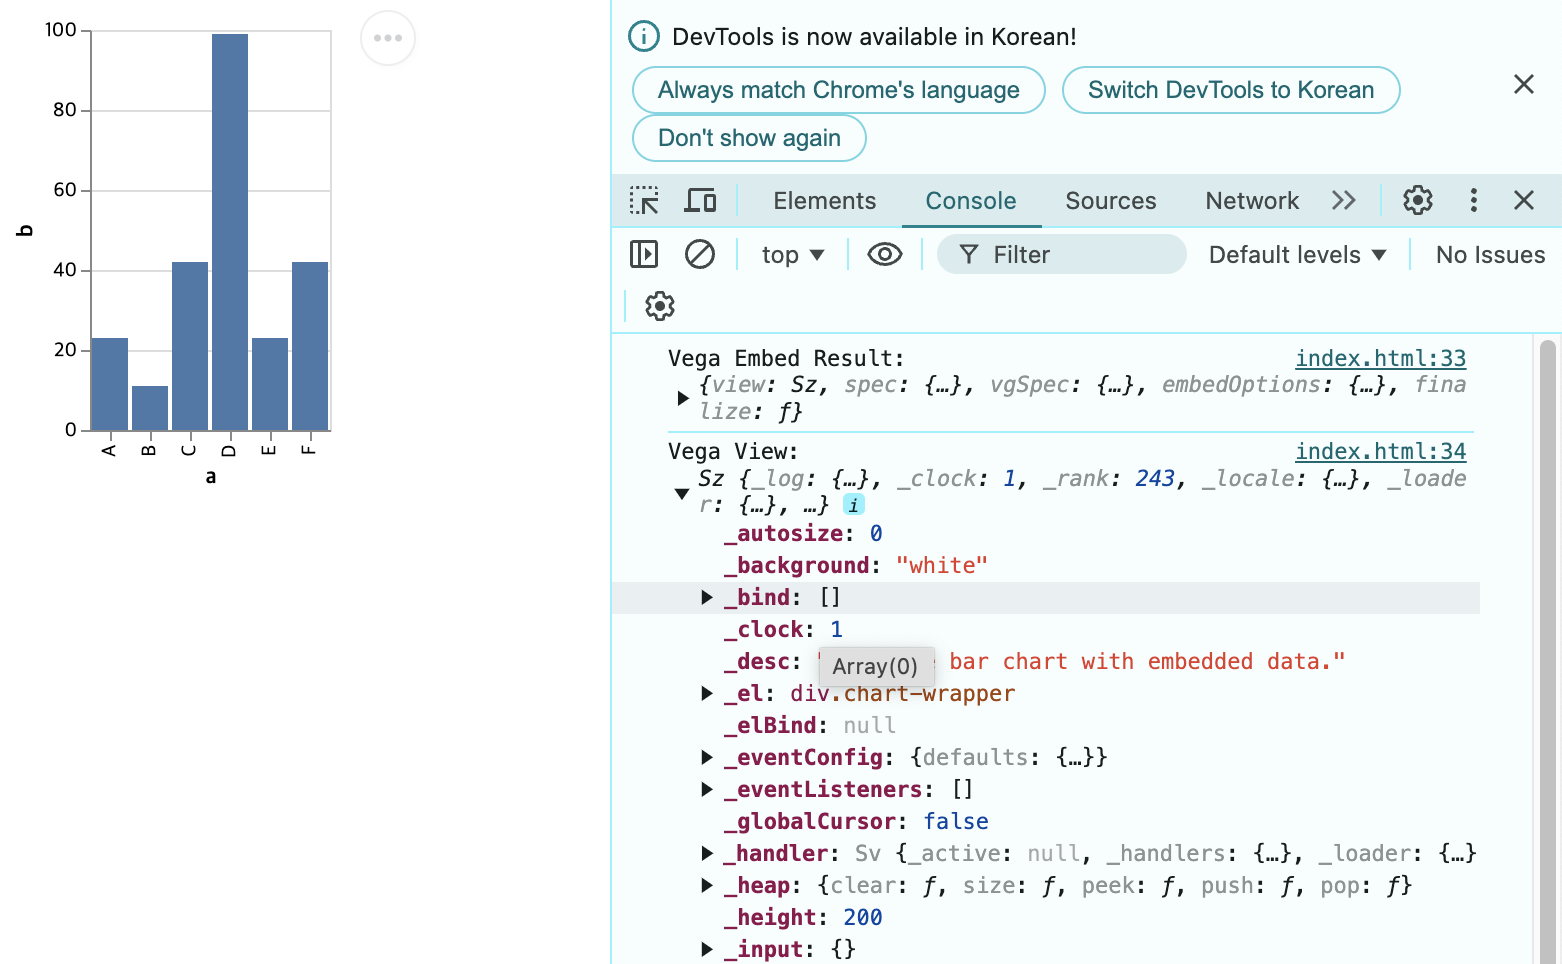 100
80
60
b
40
20
0
A B C D E F
a
DevTools is now available in Korean!
Always match Chrome's language
Switch DevTools to Korean
Don't show again
Elements Console Sources Network
top Filter Default levels No Issues
Vega Embed Result: index.html:33
{view: Sz, spec: {…}, vgSpec: {…}, embedOptions: {…}, fina
lize: ƒ}
Vega View: index.html:34
Sz {_log: {…}, _clock: 1, _rank: 243, _locale: {…}, _loade
r: {…}, …} i
_autosize: 0
_background: "white"
_bind: []
_clock: 1
_desc: bar chart with embedded data."
Array(0)
_el: div.chart-wrapper
_elBind: null
_eventConfig: {defaults: {…}}
_eventListeners: []
_globalCursor: false
_handler: Sv {_active: null, _handlers: {…}, _loader: {…}
_heap: {clear: ƒ, size: ƒ, peek: ƒ, push: ƒ, pop: ƒ}
_height: 200
_input: {}